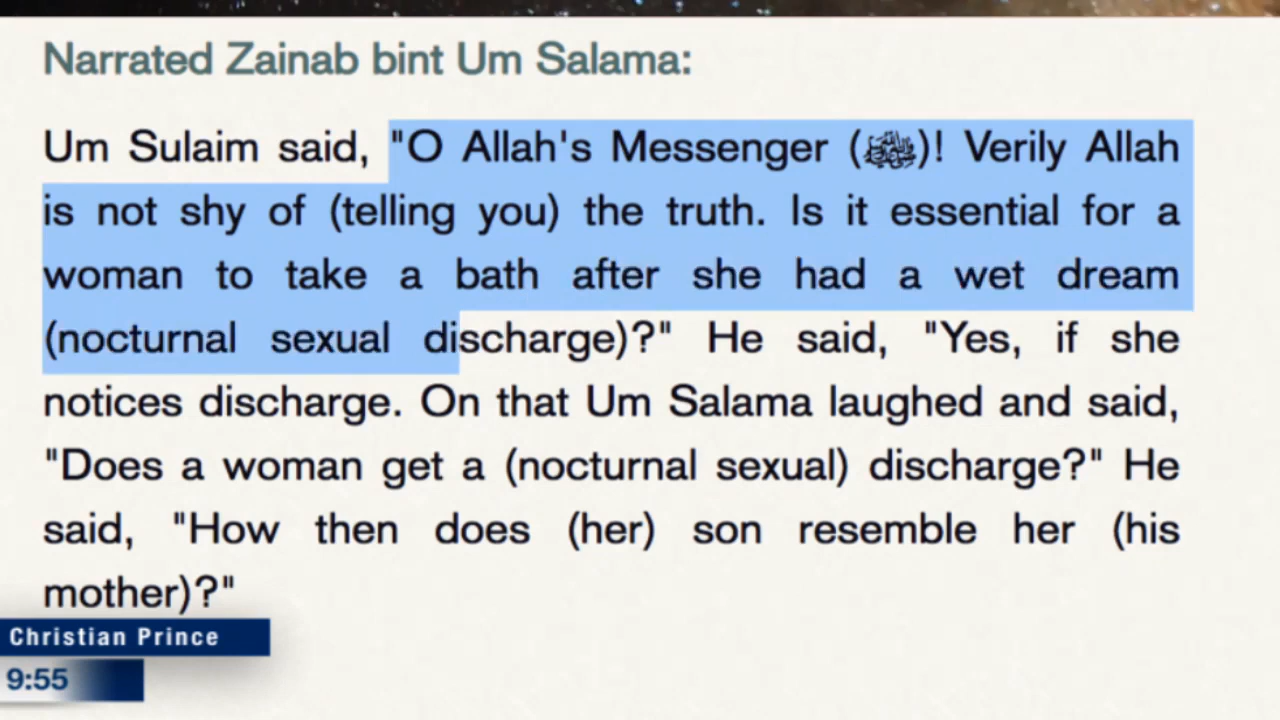 Narrated Zainab bint Um Salama:
Um Sulaim said, "O Allah's Messenger (ﷺ)! Verily Allah
is not shy of (telling you) the truth. Is it essential for a
woman to take a bath after she had a wet dream
(nocturnal sexual discharge)?" He said, "Yes, if she
notices discharge. On that Um Salama laughed and said,
"Does a woman get a (nocturnal sexual) discharge?" He
said, "How then does (her) son resemble her (his
mother)?"
Christian Prince
9:55